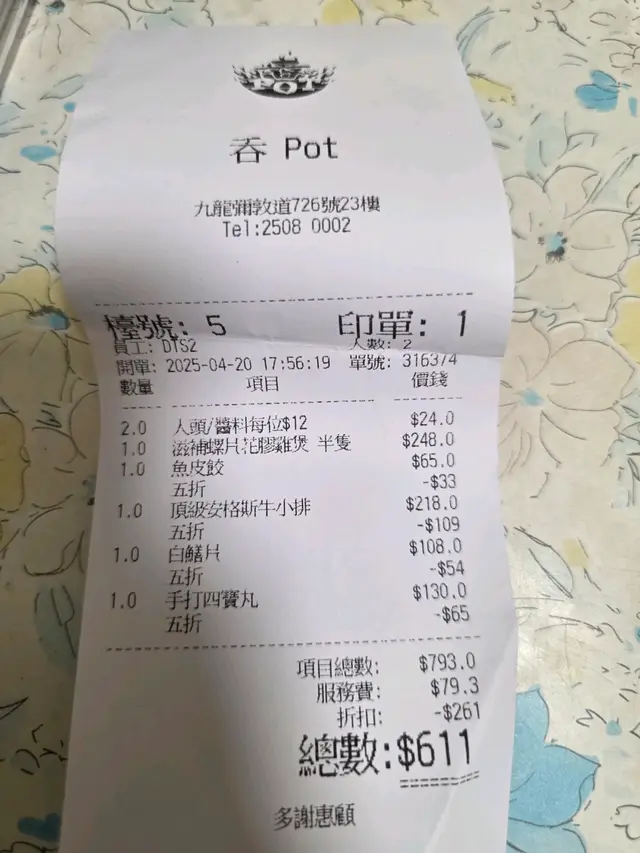 POT
吞 Pot
九龍彌敦道726號23樓
Tel:2508 0002
檯號: 5 印單: 1
員工: DTS2 人數: 2
開單: 2025-04-20 17:56:19 單號: 316374
數量 項目 價錢
2.0 人頭/醬料每位$12 $24.0
1.0 滋補螺片花膠雞煲 半隻 $248.0
1.0 魚皮餃 $65.0
五折 -$33
1.0 頂級安格斯牛小排 $218.0
五折 -$109
1.0 白鱔片 $108.0
五折 -$54
1.0 手打四寶丸 $130.0
五折 -$65
項目總數: $793.0
服務費: $79.3
折扣: -$261
總數:$611
多謝惠顧